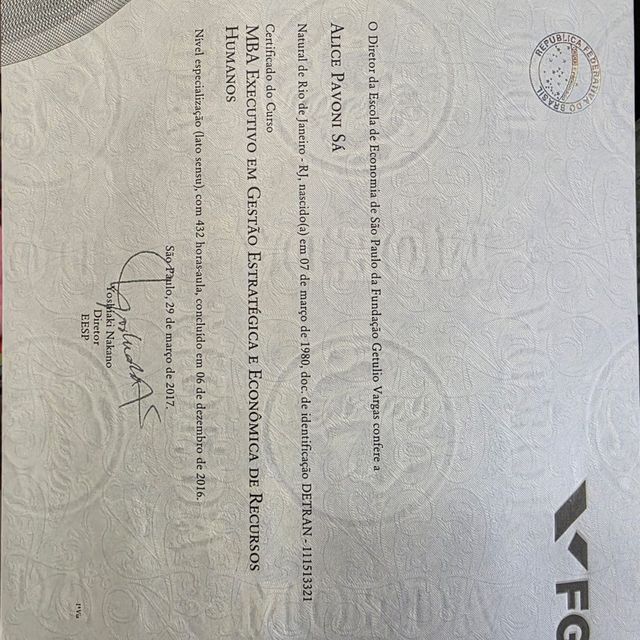 REPÚBLICA FEDERATIVA DO BRASIL
FG
O Diretor da Escola de Economia de São Paulo da Fundação Getulio Vargas confere a
ALICE PAVONI SÁ
Natural de Rio de Janeiro - RJ, nascido(a) em 07 de março de 1980, doc. de identificação DETRAN - 111513321
Certificado do Curso
MBA EXECUTIVO EM GESTÃO ESTRATÉGICA E ECONÔMICA DE RECURSOS
HUMANOS
Nível especialização (lato sensu), com 432 horas-aula, concluído em 06 de dezembro de 2016.
São Paulo, 29 de março de 2017.
Yoshiaki Nakano
Diretor
EESP
1ª Via